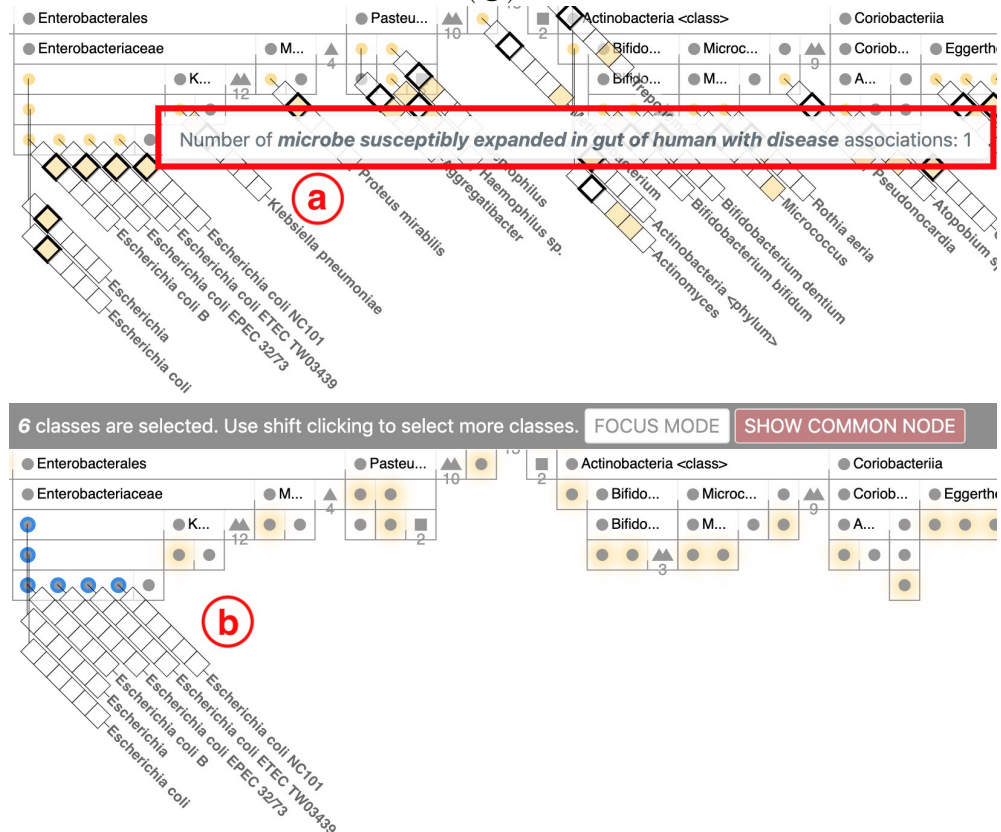 Enterobacterales
Pasteu...
10
2
Actinobacteria <class>
Coriobacteriia
Enterobacteriaceae
M...
4
Bifido...
Microc...
9
Coriob...
Eggerthe
K...
12
Bifido...
M...
A...
Number of microbe susceptibly expanded in gut of human with disease associations: 1
a
Escherichia coli NC101
Escherichia coli ETEC TW03439
Escherichia coli EPEC 32/73
Escherichia coli B
Escherichia
Escherichia coli
Klebsiella pneumoniae
Proteus mirabilis
Aggregatibacter
Haemophilus sp.
Actinobacteria <phylum>
Actinomyces
Bifidobacterium dentium
Bifidobacterium bifidum
Rothia aeria
Micrococcus
Pseudonocardia
Atopobium s
6 classes are selected. Use shift clicking to select more classes.
FOCUS MODE
SHOW COMMON NODE
Enterobacterales
Pasteu...
10
2
Actinobacteria <class>
Coriobacteriia
Enterobacteriaceae
M...
4
Bifido...
Microc...
9
Coriob...
Eggerthe
K...
12
2
Bifido...
M...
A...
3
b
Escherichia coli NC101
Escherichia coli ETEC TW03439
Escherichia coli EPEC 32/73
Escherichia coli B
Escherichia
Escherichia coli